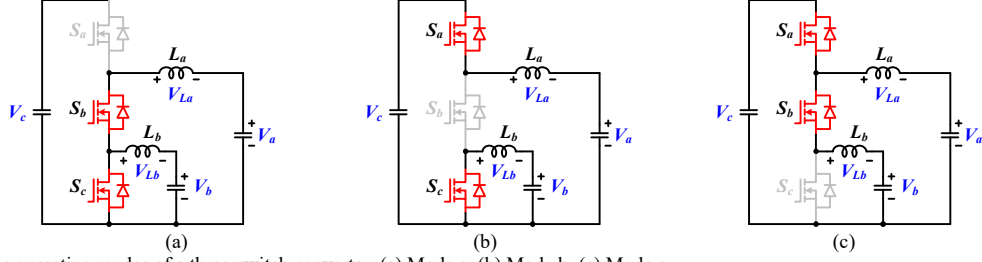 Sa
La
+ -
VLa
Vc
Sb
Lb
+
Va
-
+ -
VLb
+
Vb
-
Sc
(a)
Sa
La
+ -
VLa
Vc
Sb
Lb
+
Va
-
+ -
VLb
+
Vb
-
Sc
(b)
Sa
La
+ -
VLa
Vc
Sb
Lb
+
Va
-
+ -
VLb
+
Vb
-
Sc
(c)
operating modes of a three-switch converter. (a) Mode a. (b) Mode b. (c) Mode c.